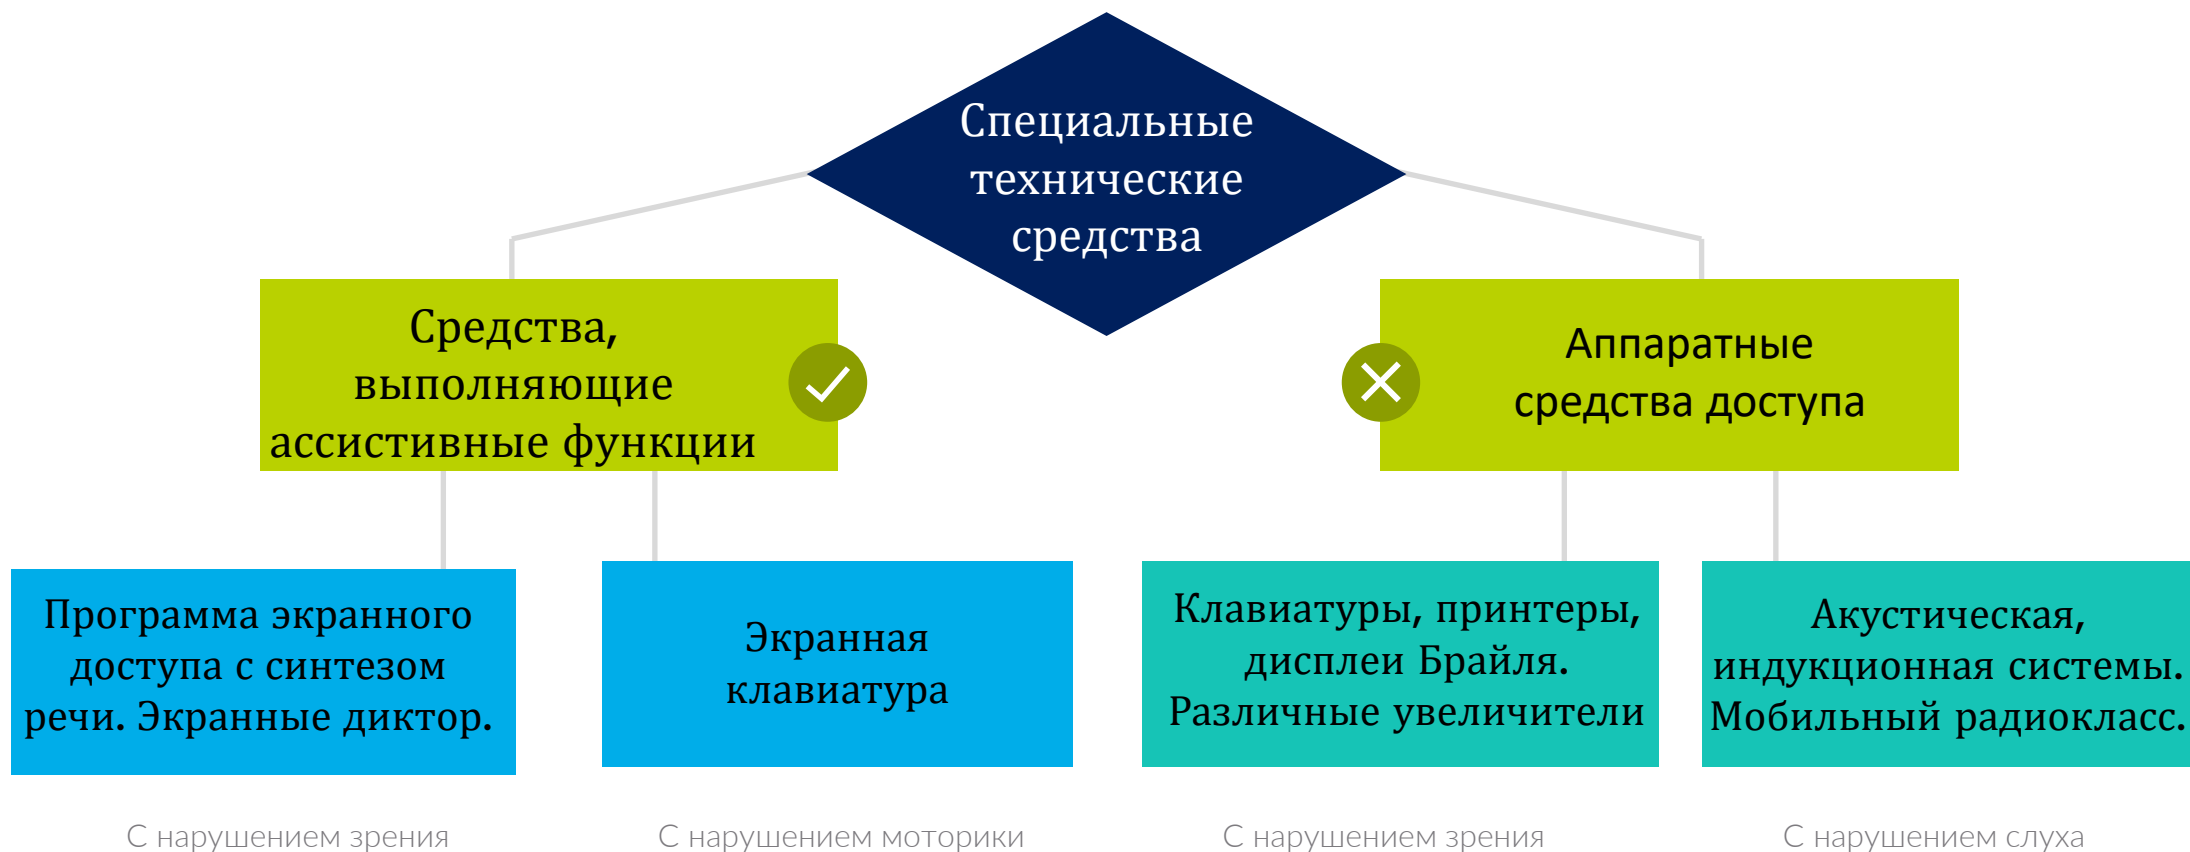 Специальные
технические
средства
Средства,
выполняющие
ассистивные функции
Аппаратные
средства доступа
Программа экранного
доступа с синтезом
речи. Экранные диктор.
Экранная
клавиатура
Клавиатуры, принтеры,
дисплеи Брайля.
Различные увеличители
Акустическая,
индукционная системы.
Мобильный радиокласс.
С нарушением зрения
С нарушением моторики
С нарушением зрения
С нарушением слуха